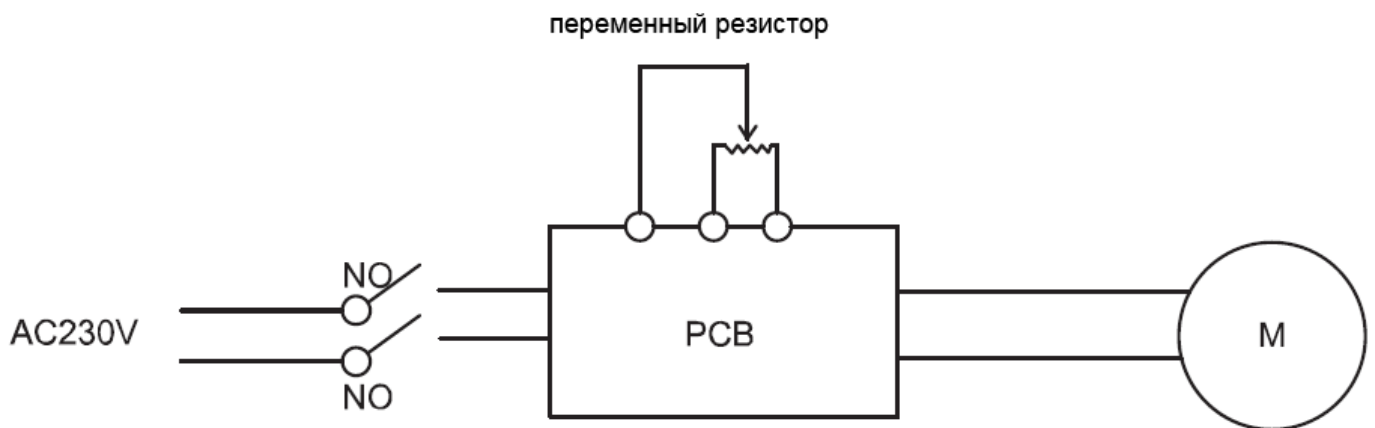 переменный резистор
NO
AC230V
NO
PCB
M